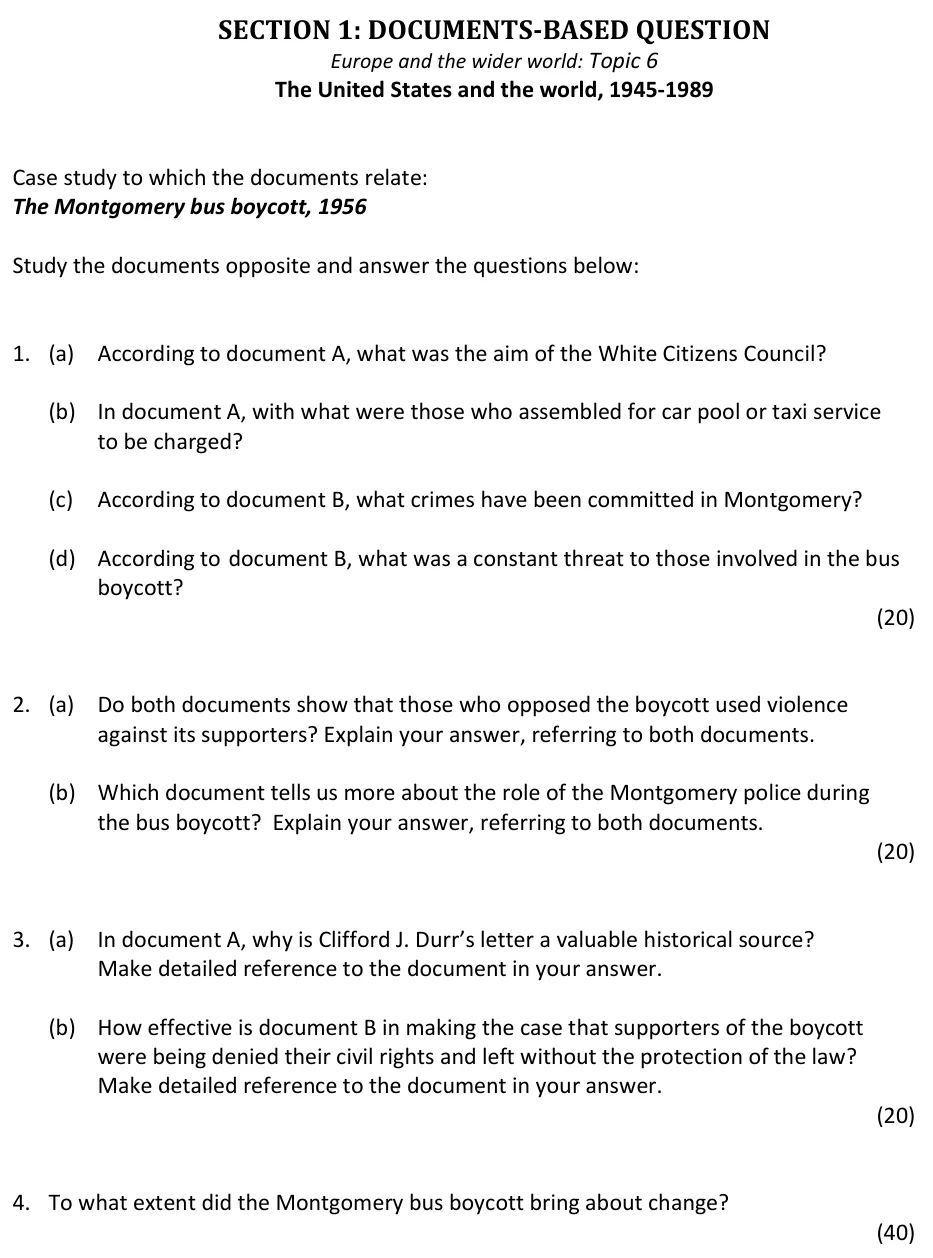 SECTION 1: DOCUMENTS-BASED QUESTION
Europe and the wider world: Topic 6
The United States and the world, 1945-1989
Case study to which the documents relate:
The Montgomery bus boycott, 1956
Study the documents opposite and answer the questions below:
1. (a) According to document A, what was the aim of the White Citizens Council?
(b) In document A, with what were those who assembled for car pool or taxi service
to be charged?
(c) According to document B, what crimes have been committed in Montgomery?
(d) According to document B, what was a constant threat to those involved in the bus
boycott?
(20)
2. (a) Do both documents show that those who opposed the boycott used violence
against its supporters? Explain your answer, referring to both documents.
(b) Which document tells us more about the role of the Montgomery police during
the bus boycott? Explain your answer, referring to both documents.
(20)
3. (a) In document A, why is Clifford J. Durr’s letter a valuable historical source?
Make detailed reference to the document in your answer.
(b) How effective is document B in making the case that supporters of the boycott
were being denied their civil rights and left without the protection of the law?
Make detailed reference to the document in your answer.
(20)
4. To what extent did the Montgomery bus boycott bring about change?
(40)